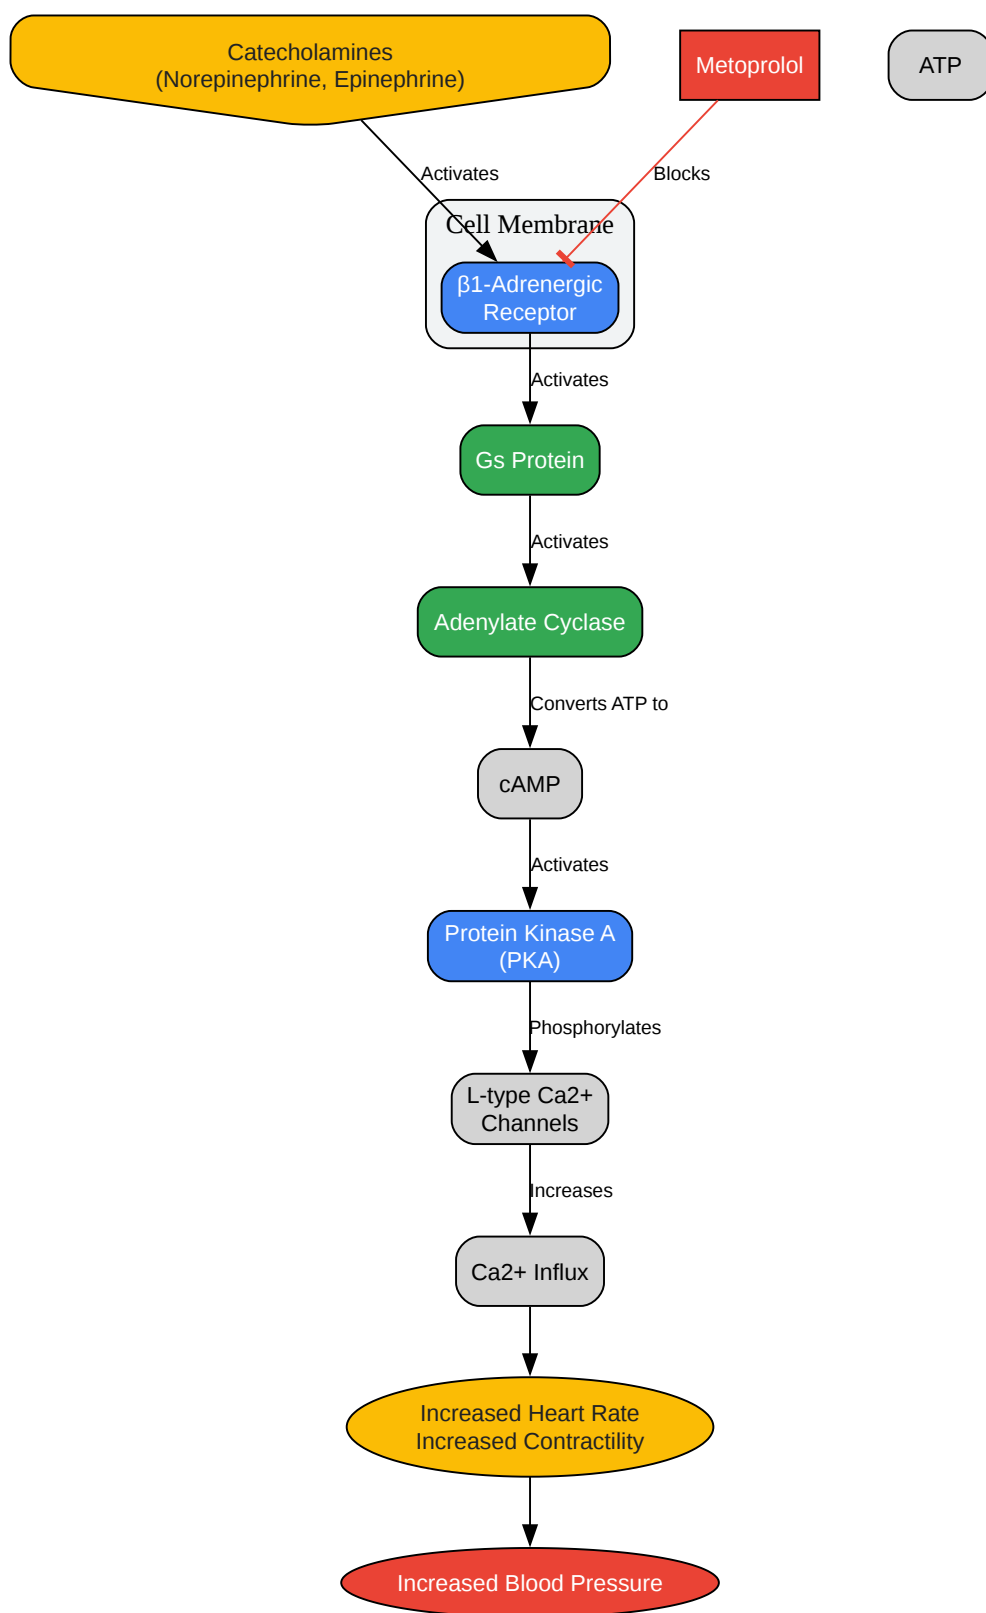 Catecholamines
(Norepinephrine, Epinephrine)
Metoprolol
ATP
Activates
Blocks
Cell Membrane
β1-Adrenergic
Receptor
Activates
Gs Protein
Activates
Adenylate Cyclase
Converts ATP to
cAMP
Activates
Protein Kinase A
(PKA)
Phosphorylates
L-type Ca2+
Channels
Increases
Ca2+ Influx
Increased Heart Rate
Increased Contractility
Increased Blood Pressure